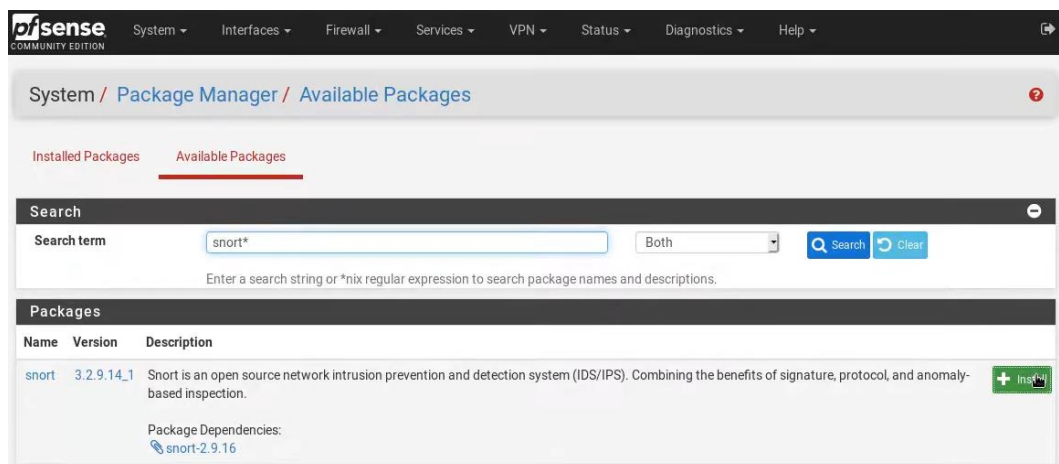 pfsense
COMMUNITY EDITION
System Interfaces Firewall Services VPN Status Diagnostics Help
System / Package Manager / Available Packages
Installed Packages Available Packages
Search
Search term snort* Both Search Clear
Enter a search string or *nix regular expression to search package names and descriptions.
Packages
Name Version Description
snort 3.2.9.14_1 Snort is an open source network intrusion prevention and detection system (IDS/IPS). Combining the benefits of signature, protocol, and anomaly-
based inspection.
Install
Package Dependencies:
snort-2.9.16